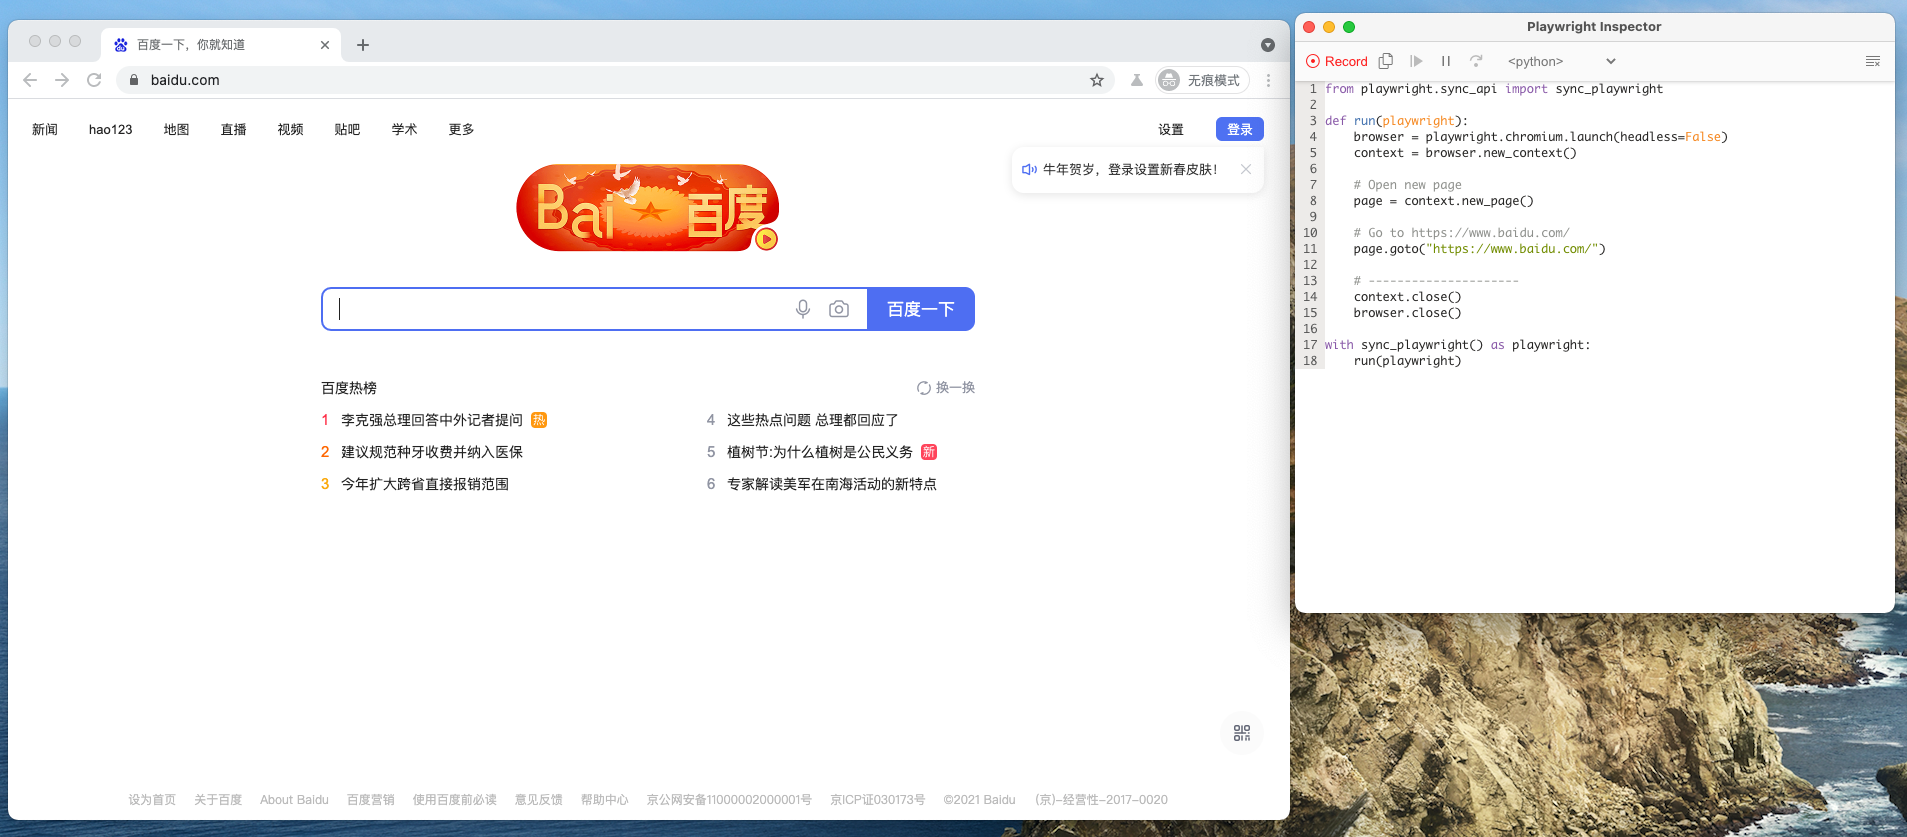 百度一下，你就知道
baidu.com
无痕模式
新闻 hao123 地图 直播 视频 贴吧 学术 更多 设置 登录
牛年贺岁，登录设置新春皮肤！
Bai 百度
百度一下
百度热榜 换一换
1 李克强总理回答中外记者提问 热
2 建议规范种牙收费并纳入医保
3 今年扩大跨省直接报销范围
4 这些热点问题 总理都回应了
5 植树节:为什么植树是公民义务 新
6 专家解读美军在南海活动的新特点
设为首页 关于百度 About Baidu 百度营销 使用百度前必读 意见反馈 帮助中心 京公网安备11000002000001号 京ICP证030173号 ©2021 Baidu (京)-经营性-2017-0020
Playwright Inspector
Record <python>
1 from playwright.sync_api import sync_playwright
2
3 def run(playwright):
4     browser = playwright.chromium.launch(headless=False)
5     context = browser.new_context()
6
7     # Open new page
8     page = context.new_page()
9
10     # Go to https://www.baidu.com/
11     page.goto("https://www.baidu.com/")
12
13     # ---------------------
14     context.close()
15     browser.close()
16
17 with sync_playwright() as playwright:
18     run(playwright)